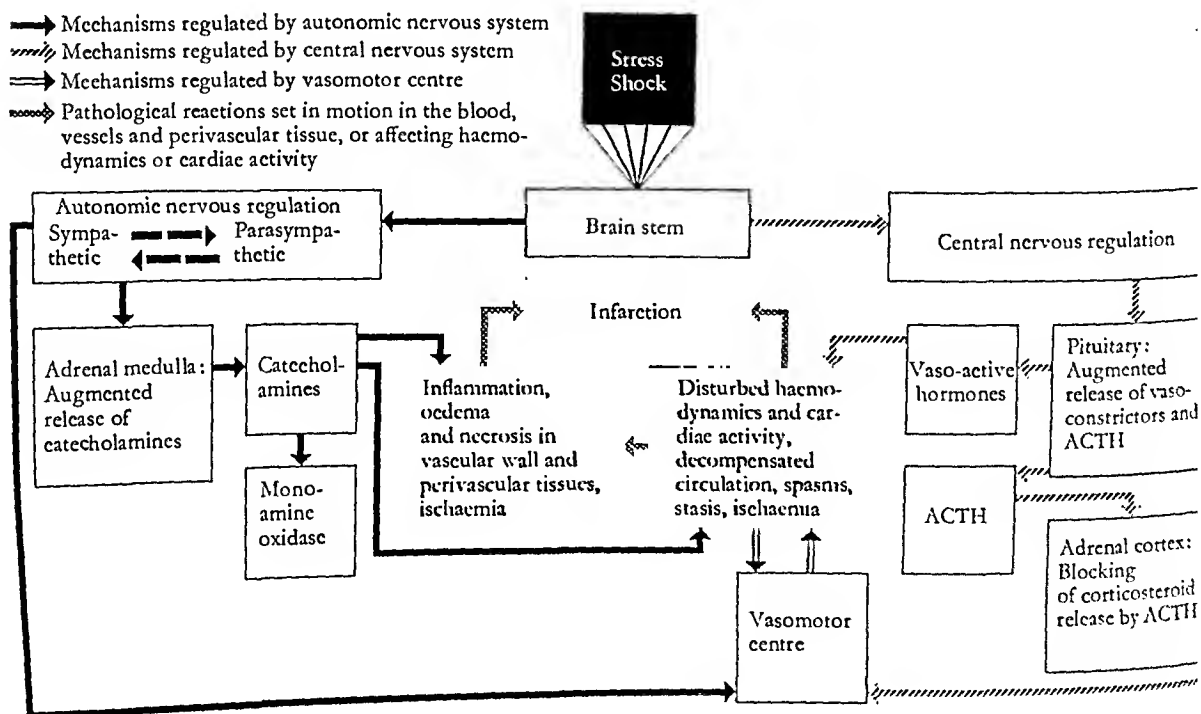 Mechanisms regulated by autonomic nervous system
Mechanisms regulated by central nervous system
Mechanisms regulated by vasomotor centre
Pathological reactions set in motion in the blood,
vessels and perivascular tissue, or affecting haemo-
dynamics or cardiac activity
Stress
Shock
Autonomic nervous regulation
Sympa-
thetic
Parasympa-
thetic
Brain stem
Central nervous regulation
Infarction
Adrenal medulla:
Augmented
release of
catecholamines
Catechol-
amines
Mono-
amine
oxidase
Inflammation,
oedema
and necrosis in
vascular wall and
perivascular tissues,
ischaemia
Disturbed haemo-
dynamics and car-
diac activity,
decompensated
circulation, spasms,
stasis, ischaemia
Vaso-active
hormones
Pituitary:
Augmented
release of vaso-
constrictors and
ACTH
ACTH
Adrenal cortex:
Blocking
of corticosteroid
release by ACTH
Vasomotor
centre